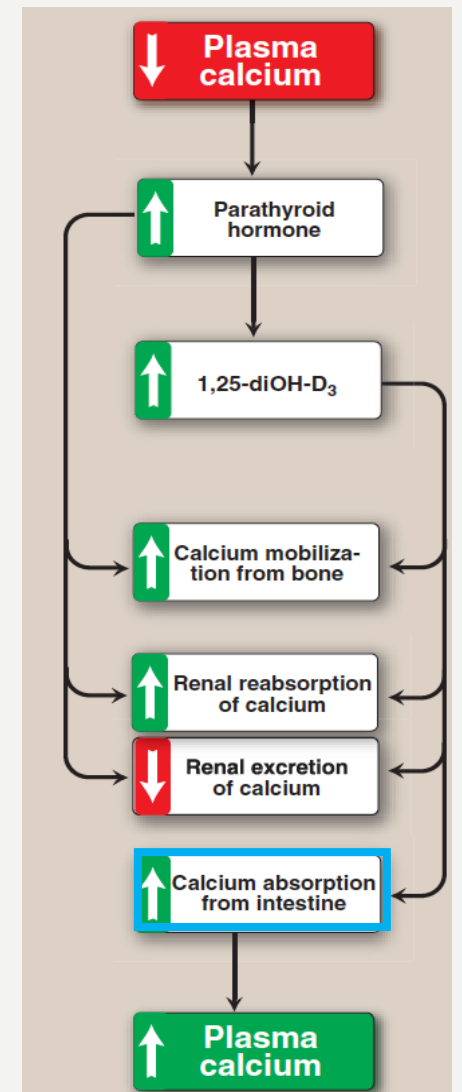 Plasma
calcium
Parathyroid
hormone
1,25-diOH-D₃
Calcium mobiliza-
tion from bone
Renal reabsorption
of calcium
Renal excretion
of calcium
Calcium absorption
from intestine
Plasma
calcium